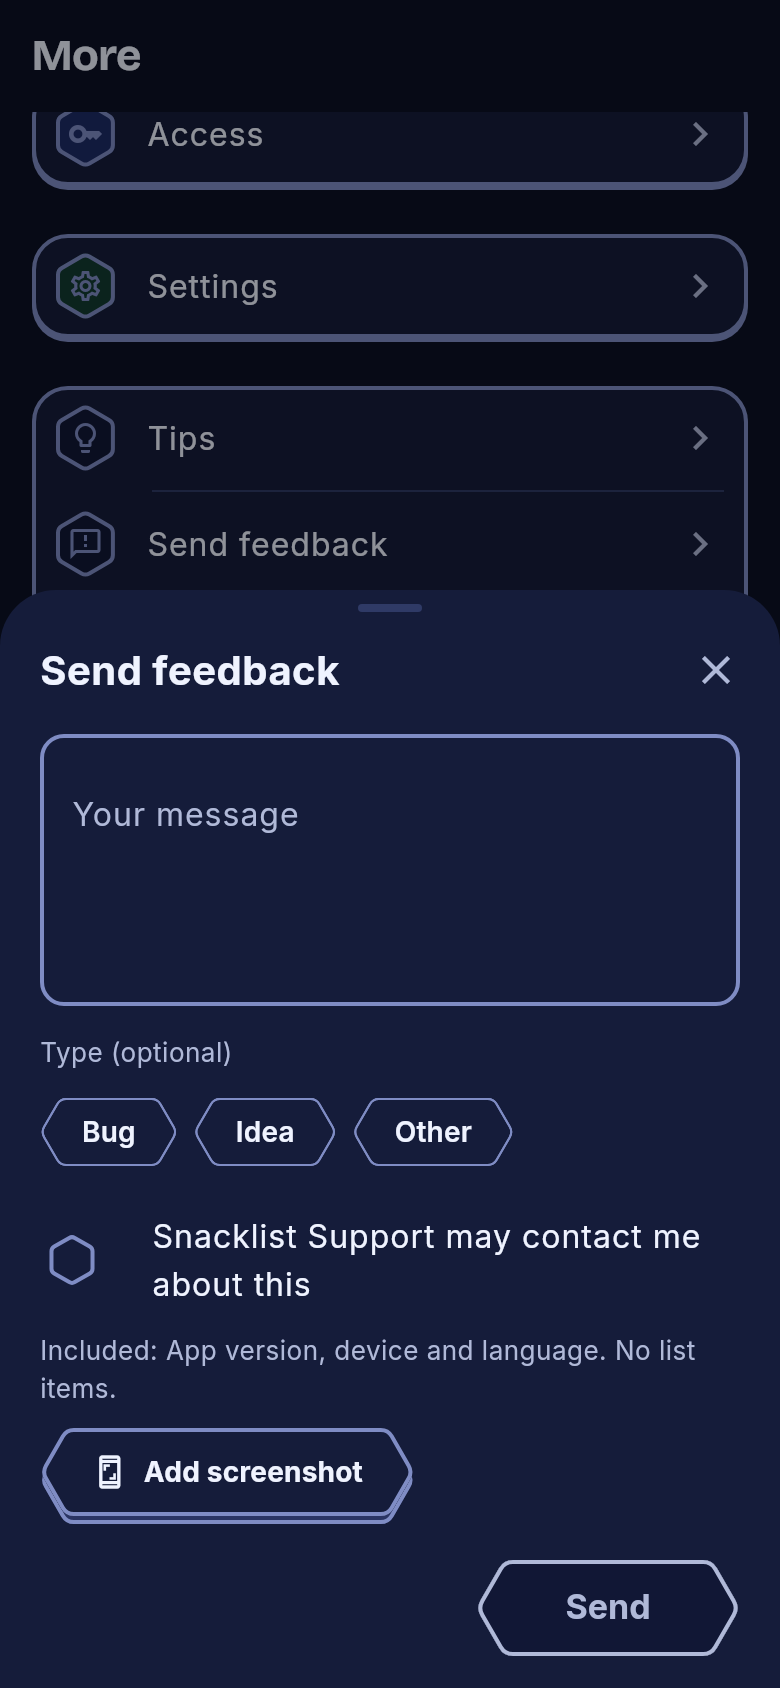 More
Access
Settings
Tips
Send feedback
Send feedback
Your message
Type (optional)
Bug
Idea
Other
Snacklist Support may contact me
about this
Included: App version, device and language. No list
items.
Add screenshot
Send